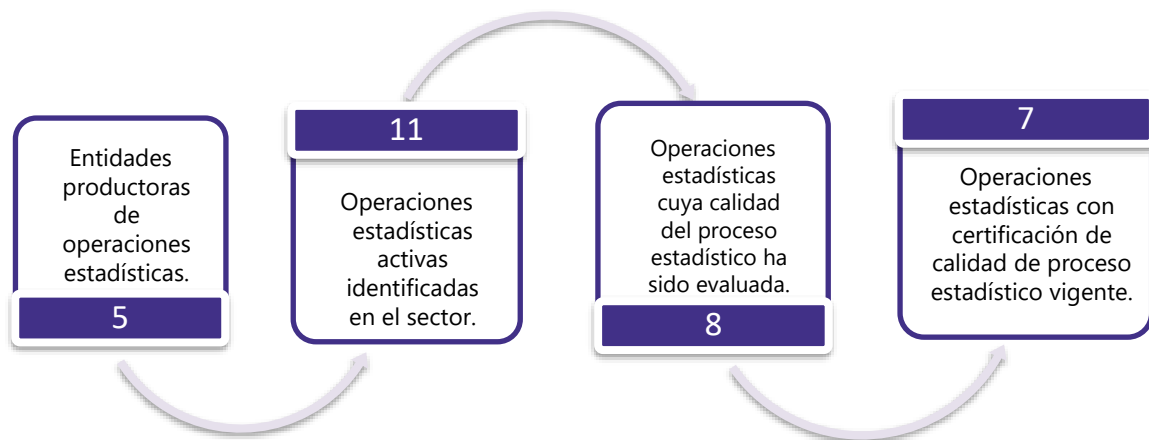 Entidades
productoras
de
operaciones
estadísticas.
5
11
Operaciones
estadísticas
activas
identificadas
en el sector.
Operaciones
estadísticas
cuya calidad
del proceso
estadístico ha
sido evaluada.
8
7
Operaciones
estadísticas con
certificación de
calidad de proceso
estadístico vigente.